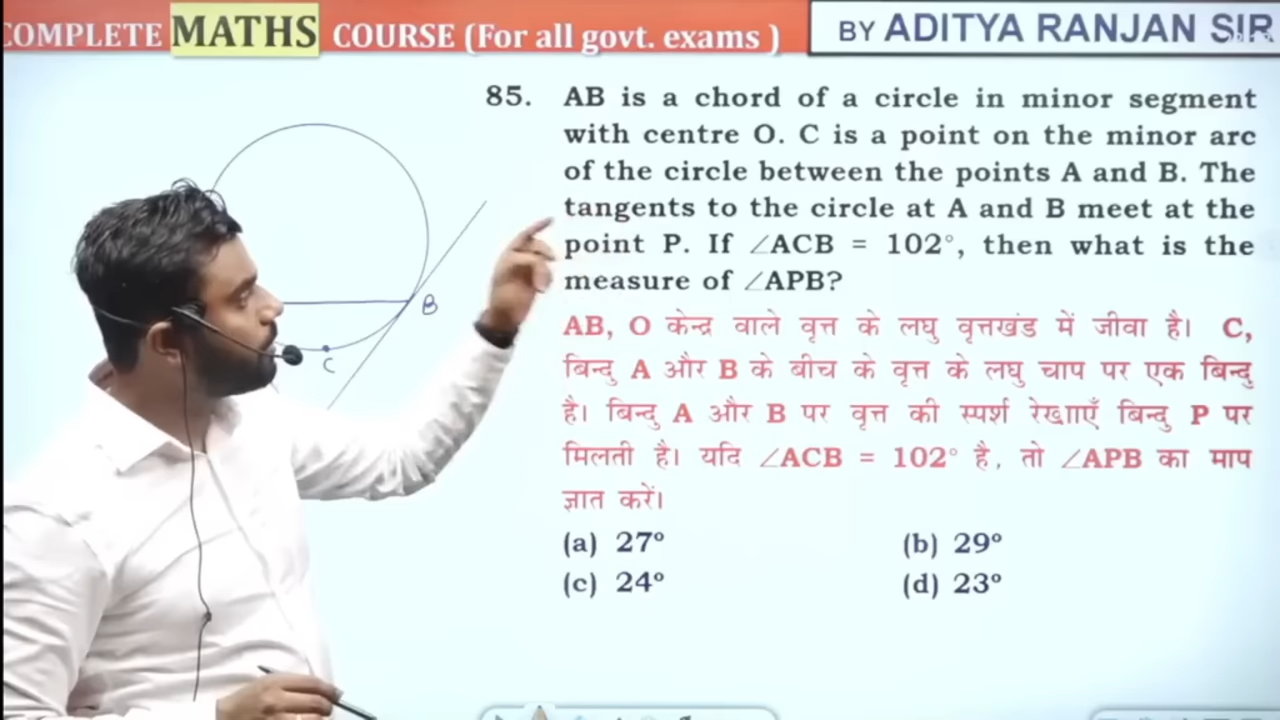 COMPLETE MATHS COURSE (For all govt. exams )
BY ADITYA RANJAN SIR
85. AB is a chord of a circle in minor segment
with centre O. C is a point on the minor arc
of the circle between the points A and B. The
tangents to the circle at A and B meet at the
point P. If ∠ACB = 102°, then what is the
measure of ∠APB?
AB, O केन्द्र वाले वृत्त के लघु वृत्तखंड में जीवा है। C,
बिन्दु A और B के बीच के वृत्त के लघु चाप पर एक बिन्दु
है। बिन्दु A और B पर वृत्त की स्पर्श रेखाएँ बिन्दु P पर
मिलती है। यदि ∠ACB = 102° है, तो ∠APB का माप
ज्ञात करें।
(a) 27° (b) 29°
(c) 24° (d) 23°
B
C